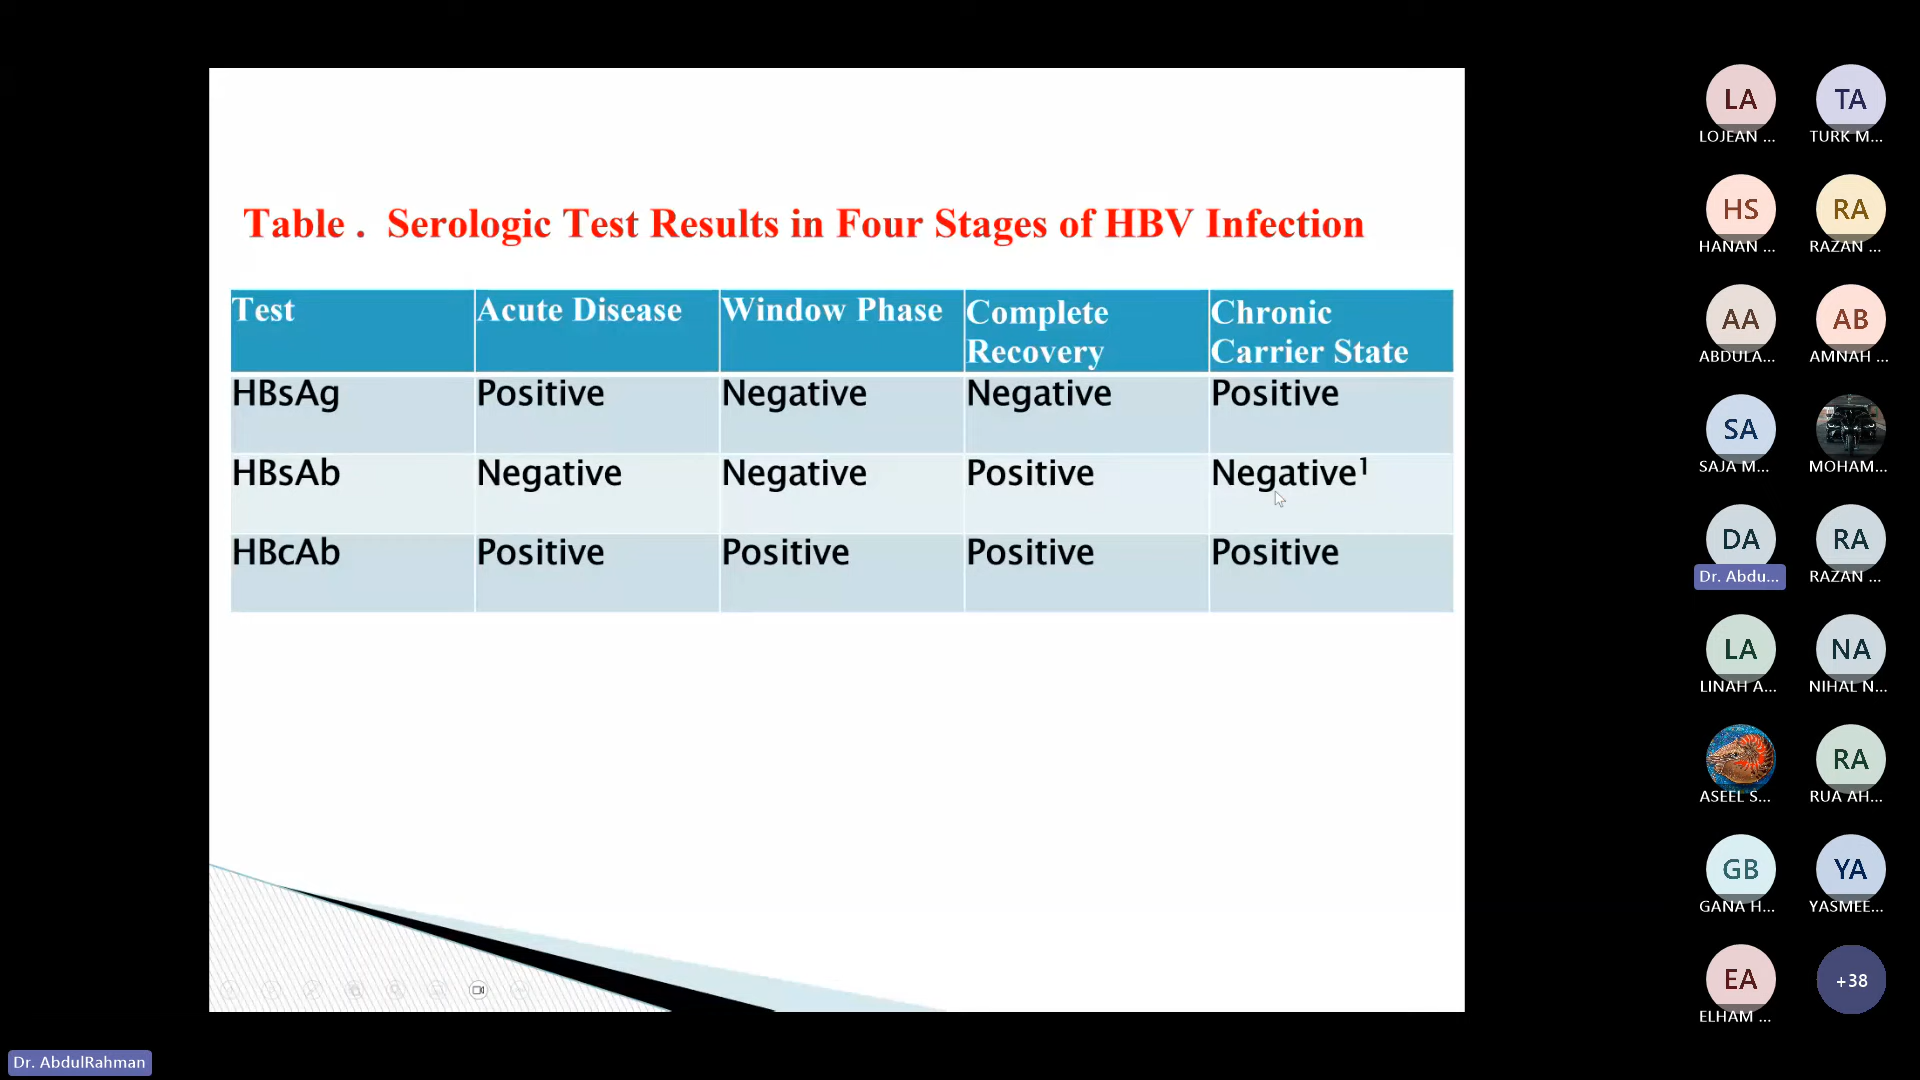 Table . Serologic Test Results in Four Stages of HBV Infection
Test Acute Disease Window Phase Complete Recovery Chronic Carrier State
HBsAg Positive Negative Negative Positive
HBsAb Negative Negative Positive Negative¹
HBcAb Positive Positive Positive Positive
LA TA
LOJEAN ... TURK M...
HS RA
HANAN ... RAZAN ...
AA AB
ABDULA... AMNAH ...
SA
SAJA M... MOHAM...
DA RA
Dr. Abdu... RAZAN ...
LA NA
LINAH A... NIHAL N...
RA
ASEEL S... RUA AH...
GB YA
GANA H... YASMEE...
EA +38
ELHAM ...
Dr. AbdulRahman